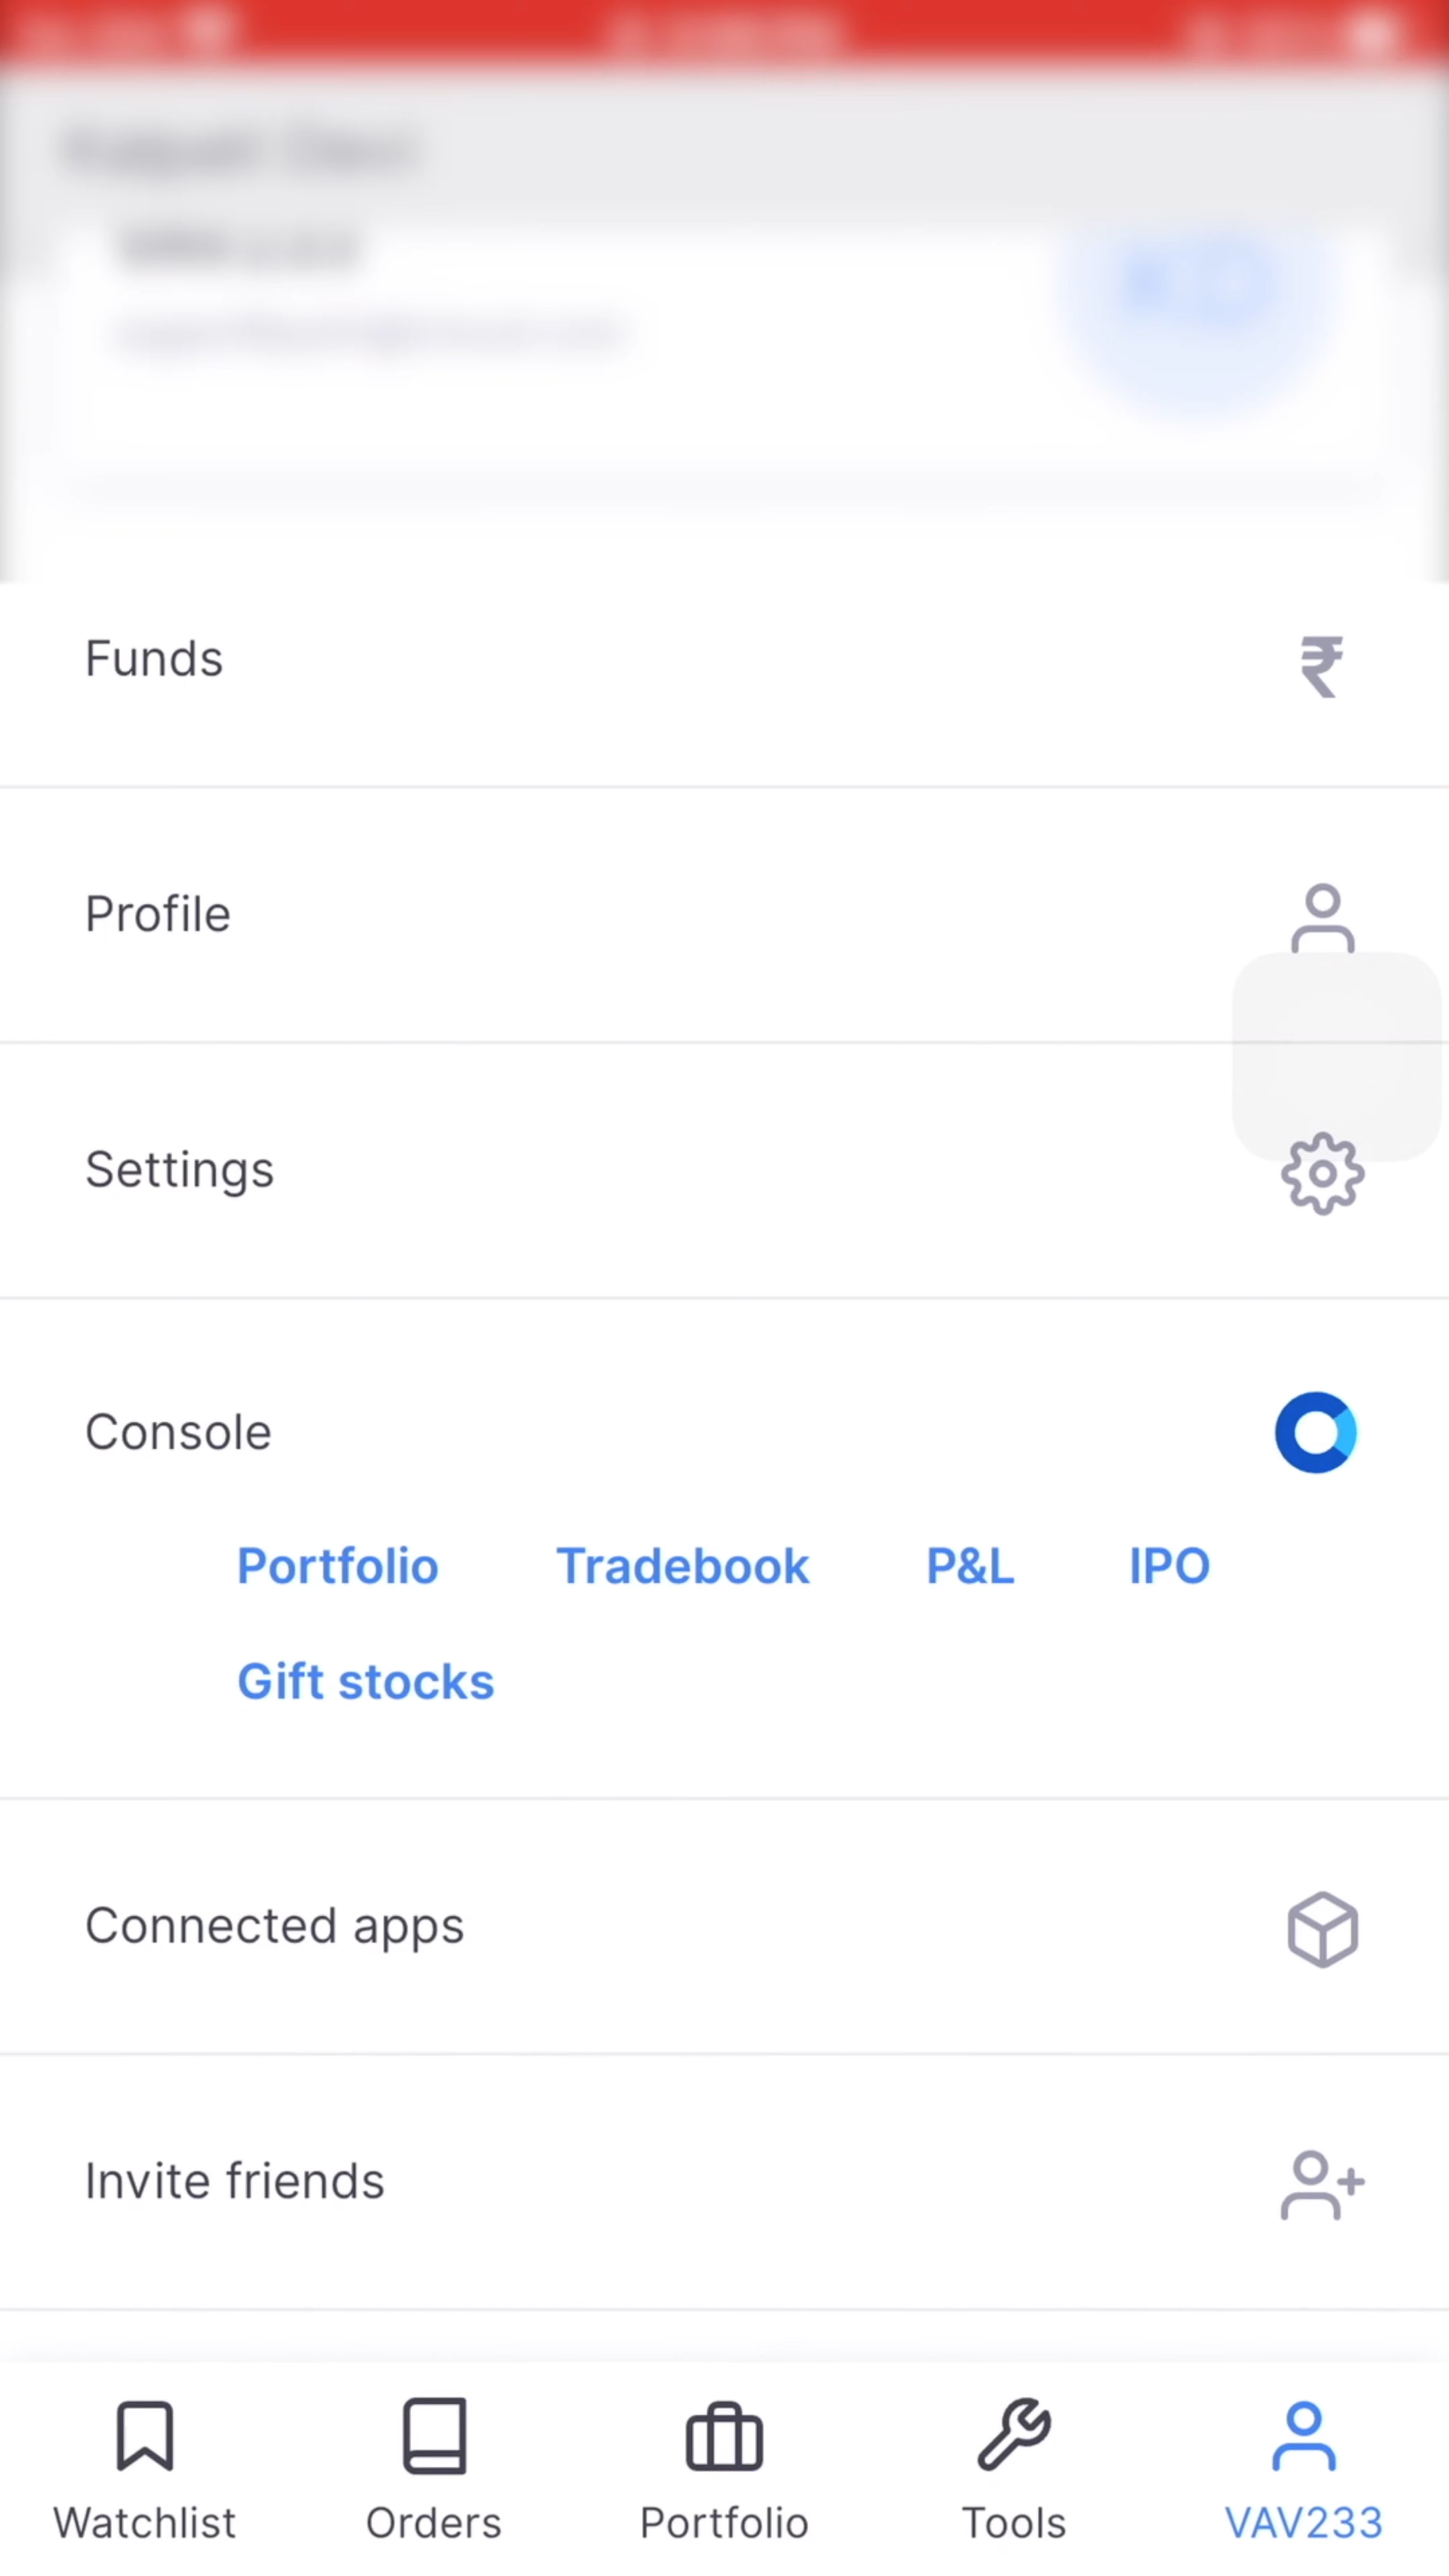 Funds
₹
Profile
Settings
Console
Portfolio Tradebook P&L IPO
Gift stocks
Connected apps
Invite friends
Watchlist Orders Portfolio Tools VAV233